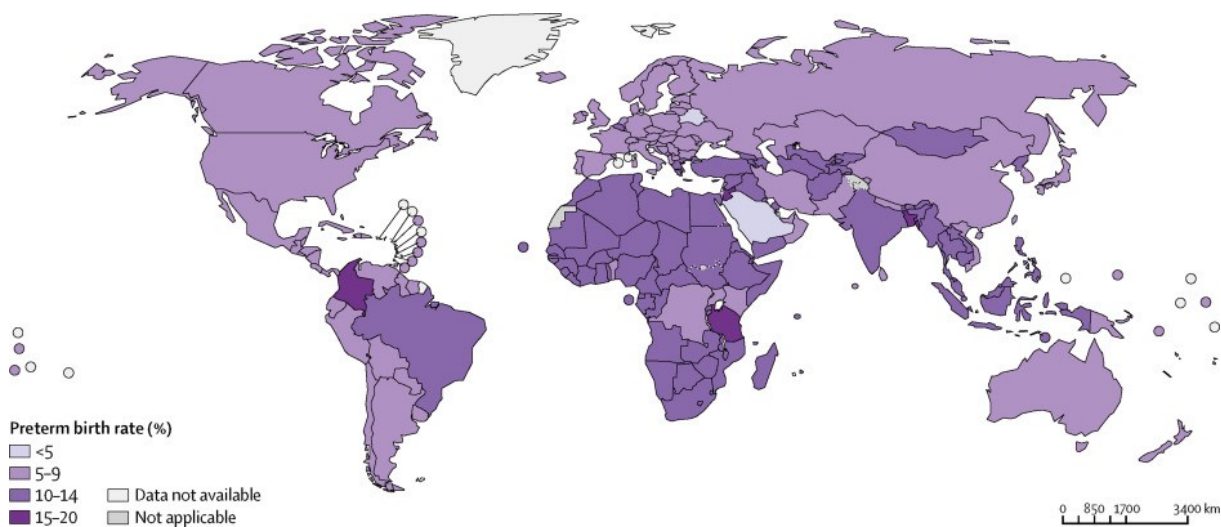 Preterm birth rate (%)
<5
5–9
10–14
15–20
Data not available
Not applicable
0 850 1700 3400 km